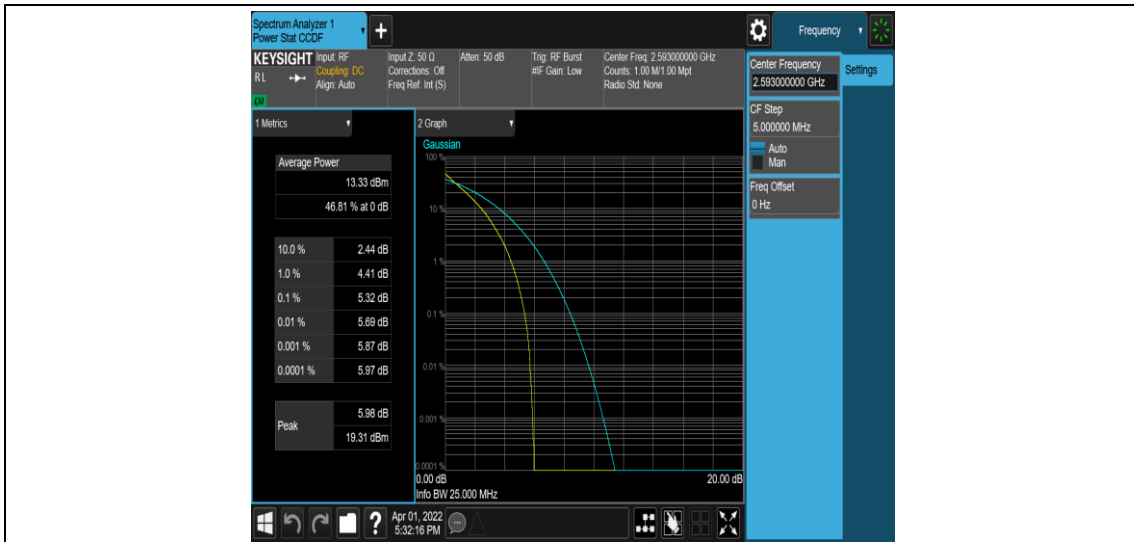 Spectrum Analyzer 1
Power Stat CCDF
+
Frequency
KEYSIGHT
RL
LXI
Input: RF
Coupling: DC
Align: Auto
Input Z: 50 Ω
Corrections: Off
Freq Ref: Int (S)
Atten: 50 dB
Trig: RF Burst
#IF Gain: Low
Center Freq: 2.593000000 GHz
Counts: 1.00 M/1.00 Mpt
Radio Std: None
Center Frequency
2.593000000 GHz
Settings
CF Step
5.000000 MHz
Auto
Man
Freq Offset
0 Hz
1 Metrics
Average Power
13.33 dBm
46.81 % at 0 dB
10.0 % 2.44 dB
1.0 % 4.41 dB
0.1 % 5.32 dB
0.01 % 5.69 dB
0.001 % 5.87 dB
0.0001 % 5.97 dB
Peak
5.98 dB
19.31 dBm
2 Graph
Gaussian
100 %
10 %
1 %
0.1 %
0.01 %
0.001 %
0.0001 %
0.00 dB 20.00 dB
Info BW 25.000 MHz
?
Apr 01, 2022
5:32:16 PM